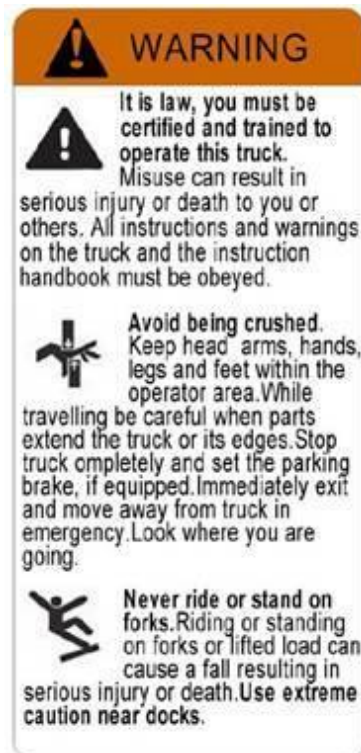 WARNING
It is law, you must be
certified and trained to
operate this truck.
Misuse can result in
serious injury or death to you or
others. All instructions and warnings
on the truck and the instruction
handbook must be obeyed.
Avoid being crushed.
Keep head arms, hands,
legs and feet within the
operator area.While
travelling be careful when parts
extend the truck or its edges.Stop
truck ompletely and set the parking
brake, if equipped.Immediately exit
and move away from truck in
emergency.Look where you are
going.
Never ride or stand on
forks.Riding or standing
on forks or lifted load can
cause a fall resulting in
serious injury or death.Use extreme
caution near docks.